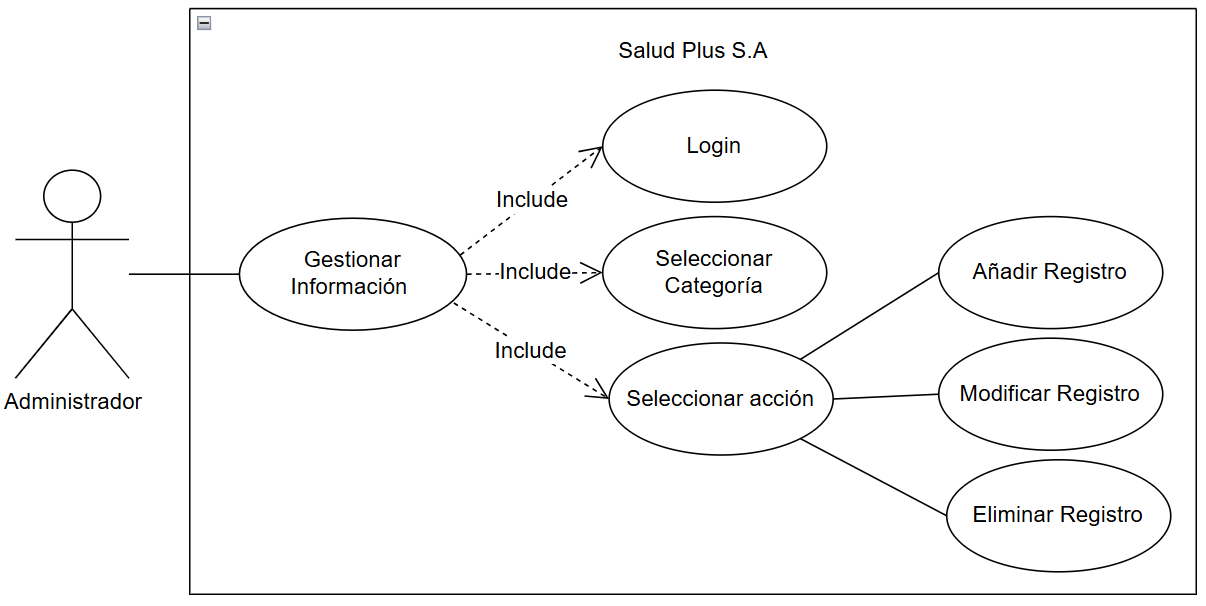 Salud Plus S.A
Login
Include
Gestionar
Información
Include
Seleccionar
Categoría
Añadir Registro
Include
Seleccionar acción
Modificar Registro
Administrador
Eliminar Registro